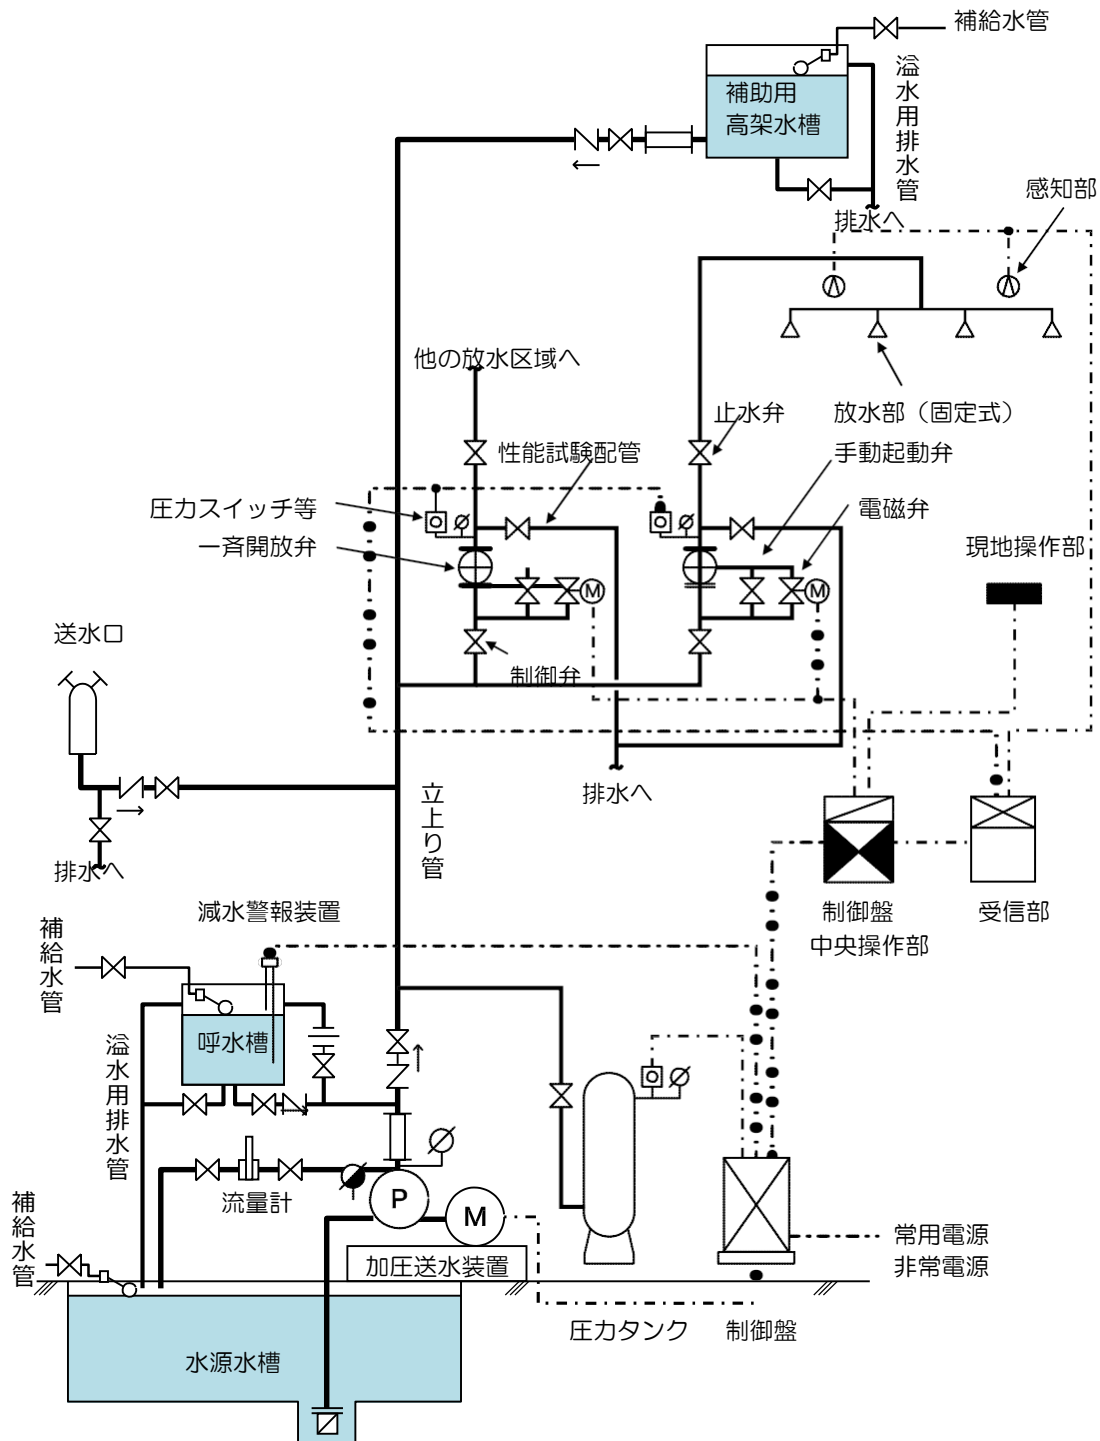 補給水管
溢水用排水管
補助用
高架水槽
感知部
排水へ
他の放水区域へ
止水弁
放水部（固定式）
性能試験配管
手動起動弁
圧力スイッチ等
電磁弁
一斉開放弁
現地操作部
M
M
送水口
制御弁
排水へ
立上り管
排水へ
減水警報装置
制御盤
中央操作部
受信部
補給水管
呼水槽
溢水用排水管
流量計
P
M
補給水管
加圧送水装置
常用電源
非常電源
圧力タンク
制御盤
水源水槽